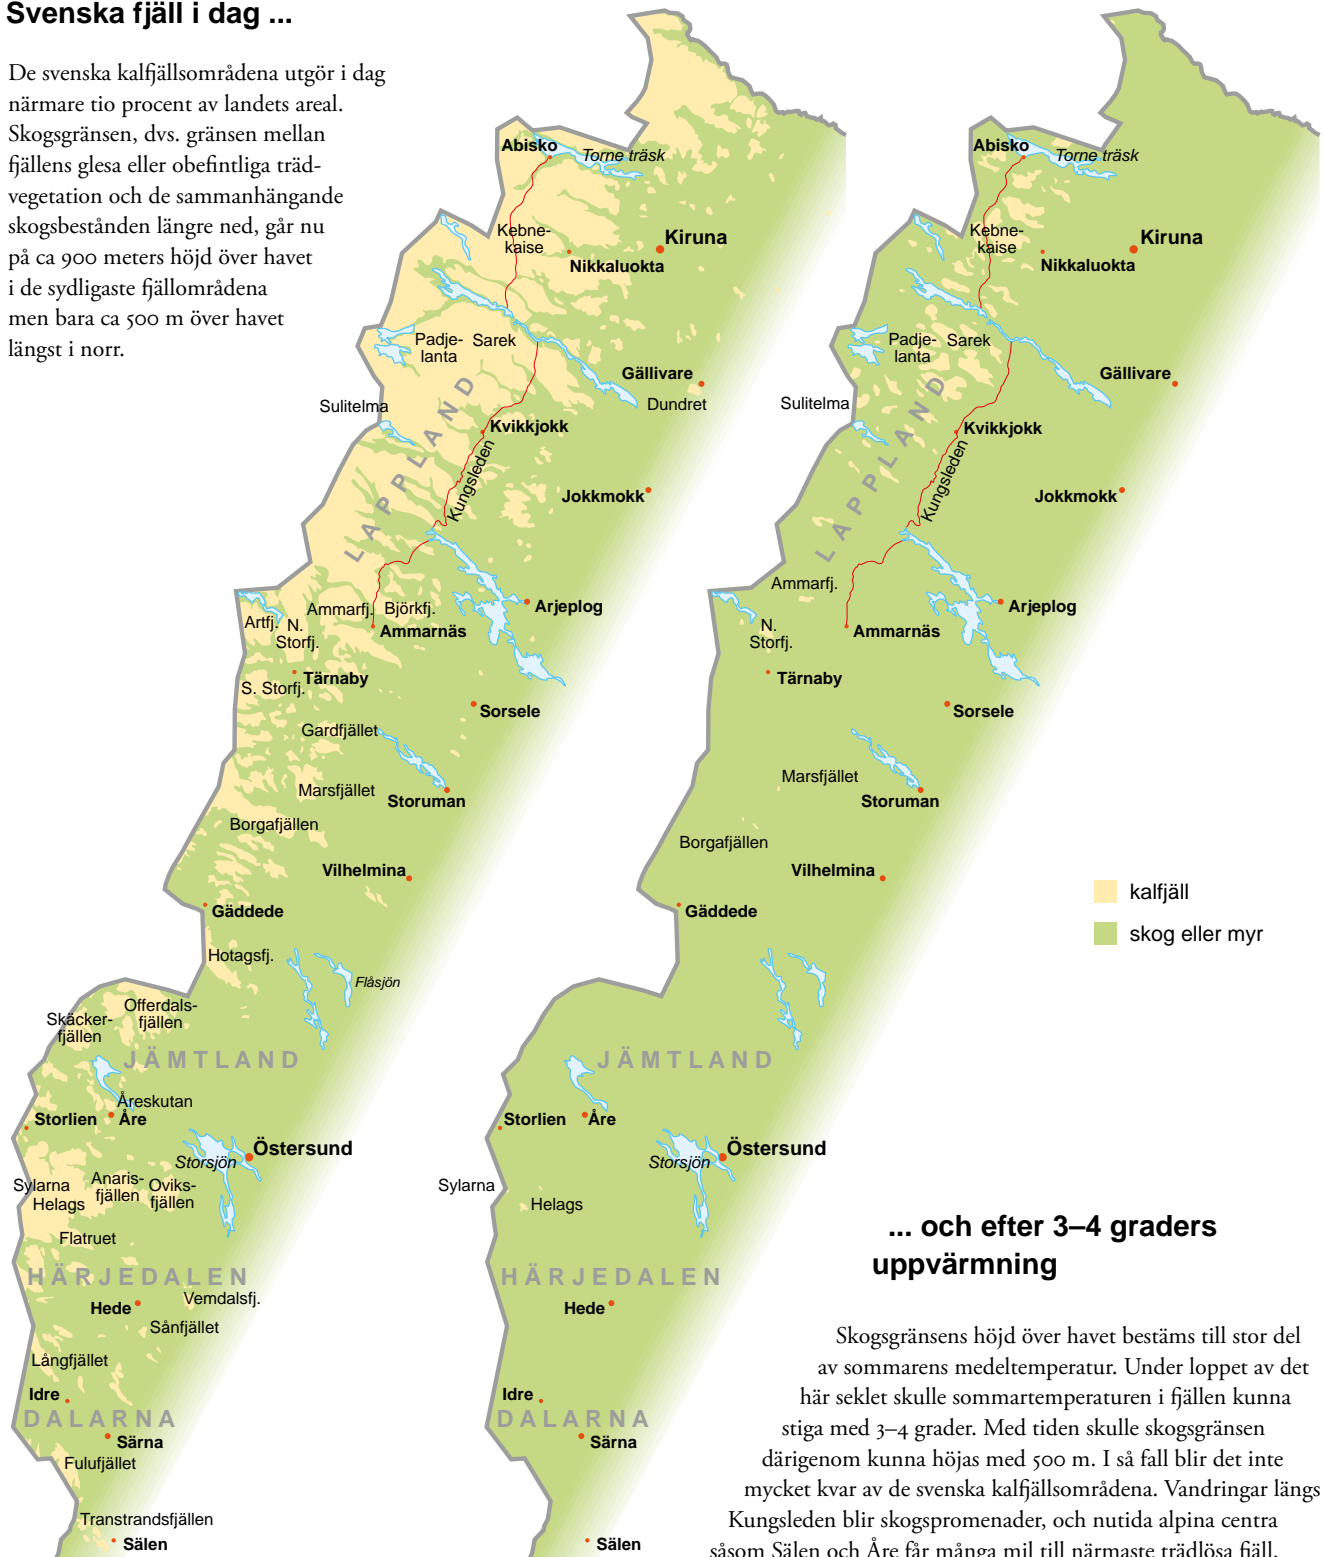 Svenska fjäll i dag ...
De svenska kalfjällsområdena utgör i dag
närmare tio procent av landets areal.
Skogsgränsen, dvs. gränsen mellan
fjällens glesa eller obefintliga träd-
vegetation och de sammanhängande
skogsbestånden längre ned, går nu
på ca 900 meters höjd över havet
i de sydligaste fjällområdena
men bara ca 500 m över havet
längst i norr.
Abisko
Torne träsk
Kebne-
kaise
Kiruna
Nikkaluokta
Padje-
lanta
Sarek
Gällivare
Dundret
Sulitelma
LAPPLAND
Kvikkjokk
Kungsleden
Jokkmokk
Ammarfj.
Björkfj.
Arjeplog
Artfj.
N.
Storfj.
Ammarnäs
Tärnaby
S. Storfj.
Sorsele
Gardfjället
Marsfjället
Storuman
Borgafjällen
Vilhelmina
Gäddede
Hotagsfj.
Flåsjön
Offerdals-
fjällen
Skäcker-
fjällen
JÄMTLAND
Åreskutan
Storlien
Åre
Östersund
Storsjön
Sylarna
Anaris-
fjällen
Oviks-
fjällen
Helags
Flatruet
HÄRJEDALEN
Vemdalsfj.
Hede
Sånfjället
Långfjället
Idre
DALARNA
Särna
Fulufjället
Transtrandsfjällen
Sälen
Abisko
Torne träsk
Kebne-
kaise
Kiruna
Nikkaluokta
Padje-
lanta
Sarek
Gällivare
Sulitelma
LAPPLAND
Kvikkjokk
Kungsleden
Jokkmokk
Ammarfj.
Arjeplog
N.
Storfj.
Ammarnäs
Tärnaby
Sorsele
Marsfjället
Storuman
Borgafjällen
Vilhelmina
Gäddede
JÄMTLAND
Storlien
Åre
Östersund
Storsjön
Sylarna
Helags
HÄRJEDALEN
Hede
Idre
DALARNA
Särna
Sälen
kalfjäll
skog eller myr
... och efter 3–4 graders
uppvärmning
Skogsgränsens höjd över havet bestäms till stor del
av sommarens medeltemperatur. Under loppet av det
här seklet skulle sommartemperaturen i fjällen kunna
stiga med 3–4 grader. Med tiden skulle skogsgränsen
därigenom kunna höjas med 500 m. I så fall blir det inte
mycket kvar av de svenska kalfjällsområdena. Vandringar längs
Kungsleden blir skogspromenader, och nutida alpina centra
såsom Sälen och Åre får många mil till närmaste trädlösa fjäll.